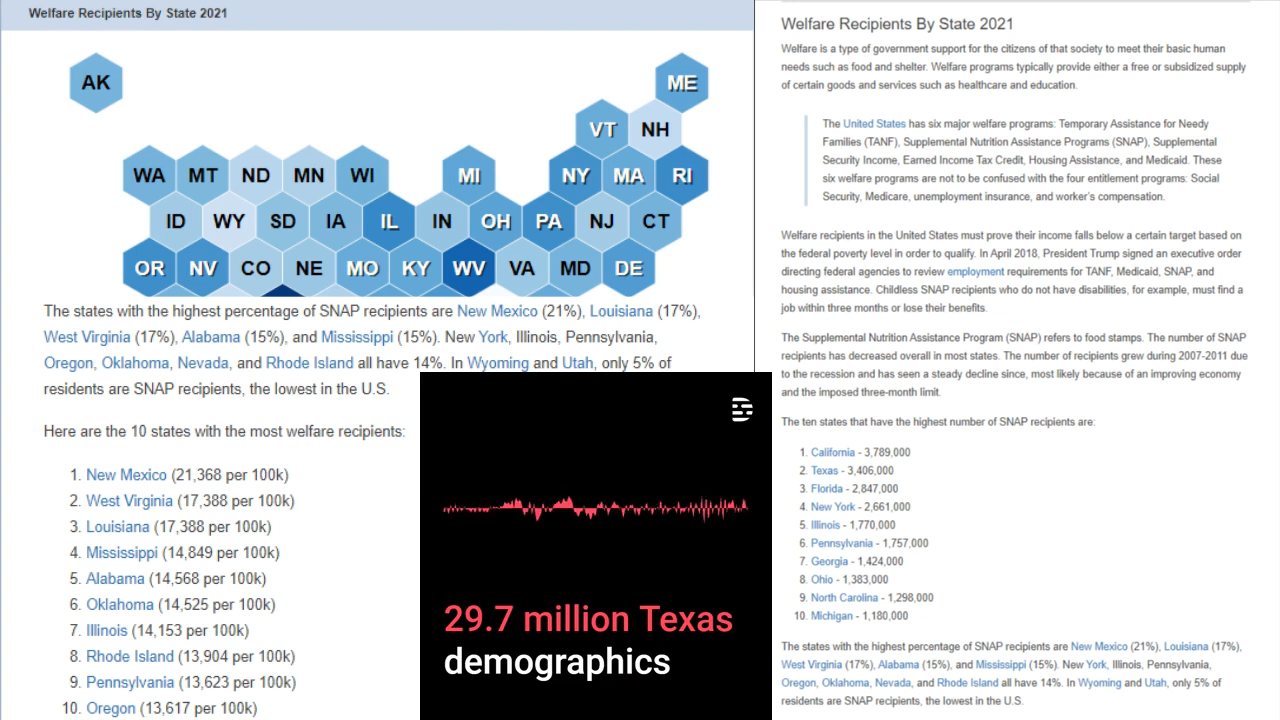 Welfare Recipients By State 2021
AK
ME
VT NH
WA MT ND MN WI MI NY MA RI
ID WY SD IA IL IN OH PA NJ CT
OR NV CO NE MO KY WV VA MD DE
The states with the highest percentage of SNAP recipients are New Mexico (21%), Louisiana (17%),
West Virginia (17%), Alabama (15%), and Mississippi (15%). New York, Illinois, Pennsylvania,
Oregon, Oklahoma, Nevada, and Rhode Island all have 14%. In Wyoming and Utah, only 5% of
residents are SNAP recipients, the lowest in the U.S.
Here are the 10 states with the most welfare recipients:
1. New Mexico (21,368 per 100k)
2. West Virginia (17,388 per 100k)
3. Louisiana (17,388 per 100k)
4. Mississippi (14,849 per 100k)
5. Alabama (14,568 per 100k)
6. Oklahoma (14,525 per 100k)
7. Illinois (14,153 per 100k)
8. Rhode Island (13,904 per 100k)
9. Pennsylvania (13,623 per 100k)
10. Oregon (13,617 per 100k)
29.7 million Texas
demographics
Welfare Recipients By State 2021
Welfare is a type of government support for the citizens of that society to meet their basic human
needs such as food and shelter. Welfare programs typically provide either a free or subsidized supply
of certain goods and services such as healthcare and education.
The United States has six major welfare programs: Temporary Assistance for Needy
Families (TANF), Supplemental Nutrition Assistance Programs (SNAP), Supplemental
Security Income, Earned Income Tax Credit, Housing Assistance, and Medicaid. These
six welfare programs are not to be confused with the four entitlement programs: Social
Security, Medicare, unemployment insurance, and worker's compensation.
Welfare recipients in the United States must prove their income falls below a certain target based on
the federal poverty level in order to qualify. In April 2018, President Trump signed an executive order
directing federal agencies to review employment requirements for TANF, Medicaid, SNAP, and
housing assistance. Childless SNAP recipients who do not have disabilities, for example, must find a
job within three months or lose their benefits.
The Supplemental Nutrition Assistance Program (SNAP) refers to food stamps. The number of SNAP
recipients has decreased overall in most states. The number of recipients grew during 2007-2011 due
to the recession and has seen a steady decline since, most likely because of an improving economy
and the imposed three-month limit.
The ten states that have the highest number of SNAP recipients are:
1. California - 3,789,000
2. Texas - 3,406,000
3. Florida - 2,847,000
4. New York - 2,661,000
5. Illinois - 1,770,000
6. Pennsylvania - 1,757,000
7. Georgia - 1,424,000
8. Ohio - 1,383,000
9. North Carolina - 1,298,000
10. Michigan - 1,180,000
The states with the highest percentage of SNAP recipients are New Mexico (21%), Louisiana (17%),
West Virginia (17%), Alabama (15%), and Mississippi (15%). New York, Illinois, Pennsylvania,
Oregon, Oklahoma, Nevada, and Rhode Island all have 14%. In Wyoming and Utah, only 5% of
residents are SNAP recipients, the lowest in the U.S.